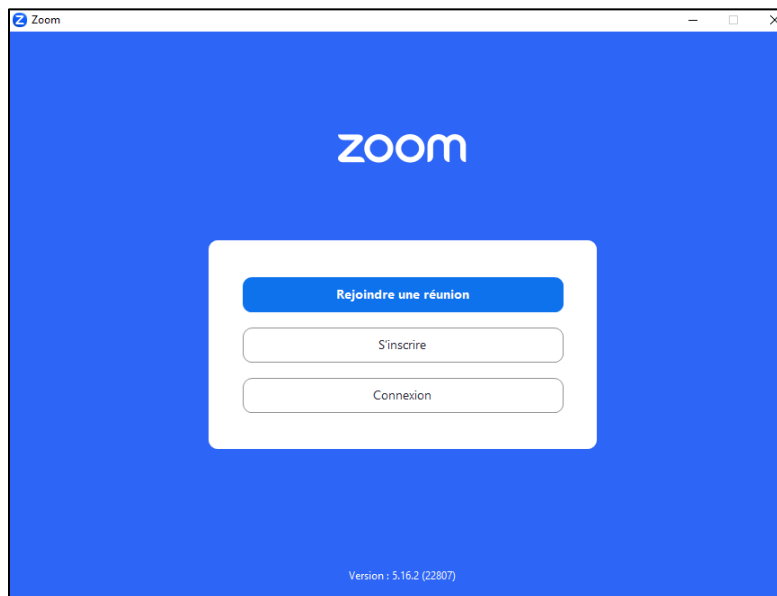 Zoom
zoom
Rejoindre une réunion
S'inscrire
Connexion
Version : 5.16.2 (22807)